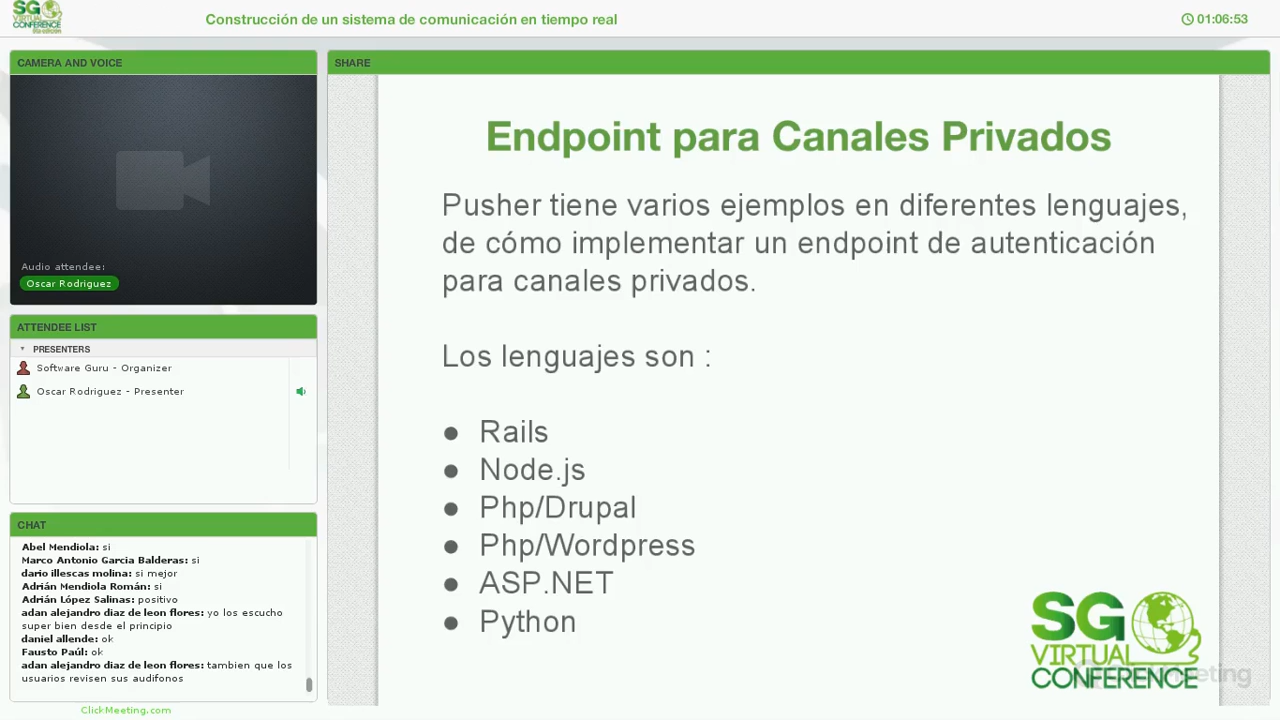 SG
VIRTUAL
CONFERENCE
Construcción de un sistema de comunicación en tiempo real
01:06:53
CAMERA AND VOICE
Audio attendee:
Oscar Rodriguez
ATTENDEE LIST
PRESENTERS
Software Guru - Organizer
Oscar Rodriguez - Presenter
CHAT
Abel Mendiola: si
Marco Antonio Garcia Balderas: si
dario illescas molina: si mejor
Adrián Mendiola Román: si
Adrián López Salinas: positivo
adan alejandro diaz de leon flores: yo los escucho
super bien desde el principio
daniel allende: ok
Fausto Paúl: ok
adan alejandro diaz de leon flores: tambien que los
usuarios revisen sus audifonos
ClickMeeting.com
SHARE
Endpoint para Canales Privados
Pusher tiene varios ejemplos en diferentes lenguajes,
de cómo implementar un endpoint de autenticación
para canales privados.
Los lenguajes son :
● Rails
● Node.js
● Php/Drupal
● Php/Wordpress
● ASP.NET
● Python
SG
VIRTUAL
CONFERENCE